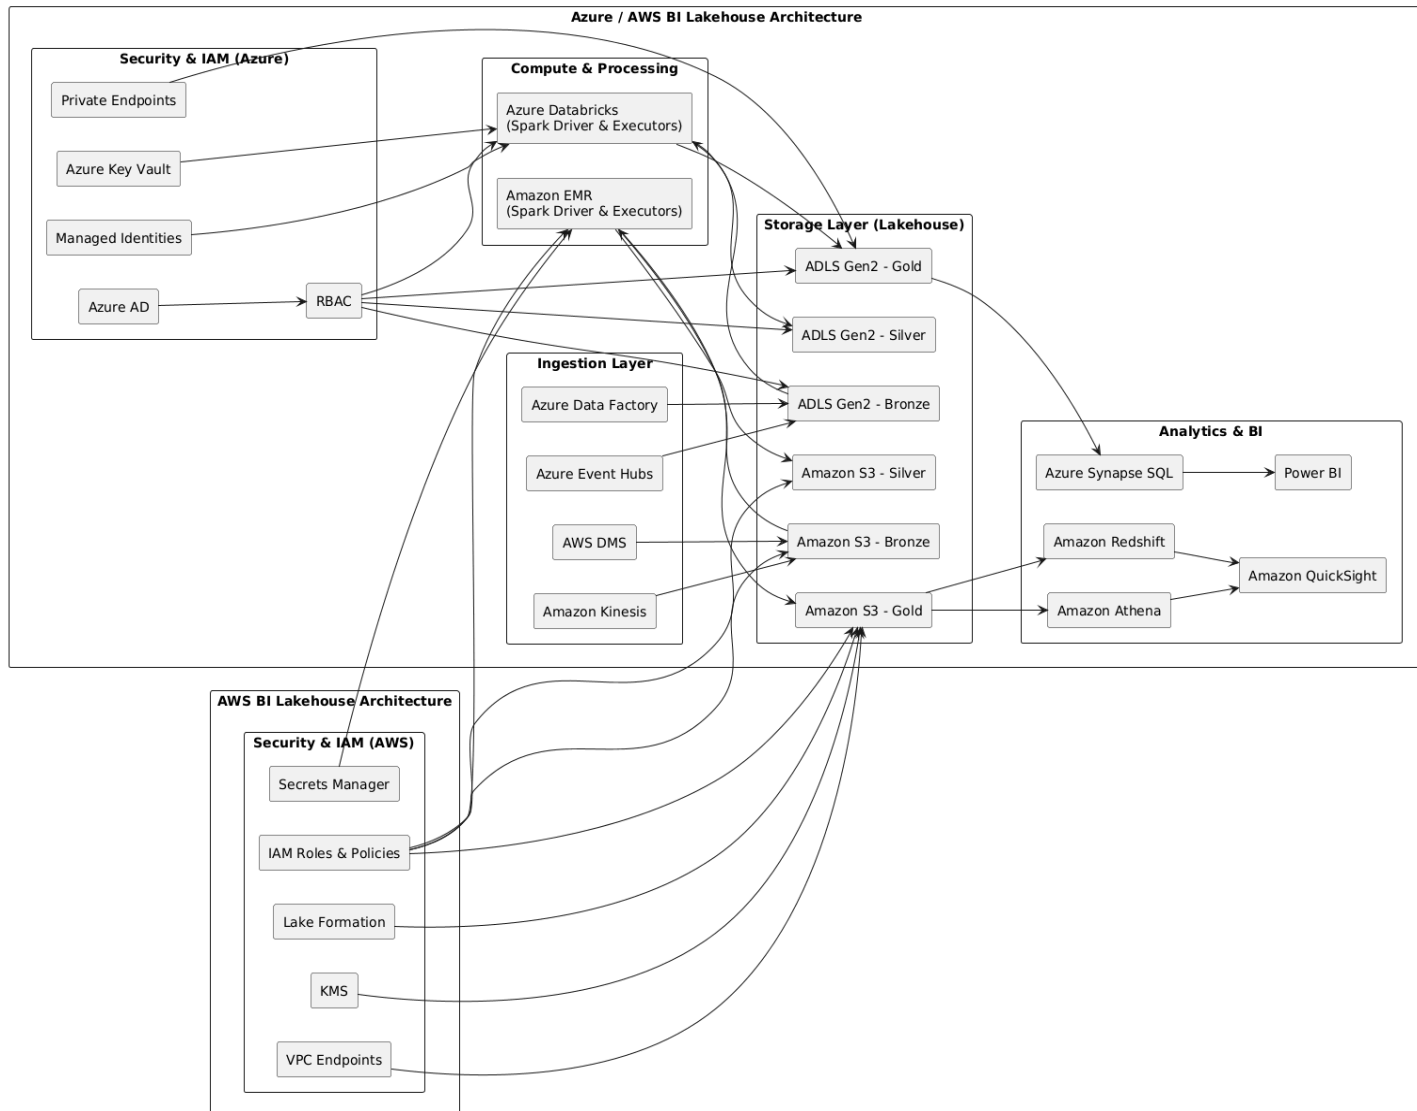 Azure / AWS BI Lakehouse Architecture
Security & IAM (Azure)
Private Endpoints
Azure Key Vault
Managed Identities
Azure AD
RBAC
Compute & Processing
Azure Databricks
(Spark Driver & Executors)
Amazon EMR
(Spark Driver & Executors)
Storage Layer (Lakehouse)
ADLS Gen2 - Gold
ADLS Gen2 - Silver
ADLS Gen2 - Bronze
Amazon S3 - Silver
Amazon S3 - Bronze
Amazon S3 - Gold
Ingestion Layer
Azure Data Factory
Azure Event Hubs
AWS DMS
Amazon Kinesis
Analytics & BI
Azure Synapse SQL
Power BI
Amazon Redshift
Amazon QuickSight
Amazon Athena
AWS BI Lakehouse Architecture
Security & IAM (AWS)
Secrets Manager
IAM Roles & Policies
Lake Formation
KMS
VPC Endpoints